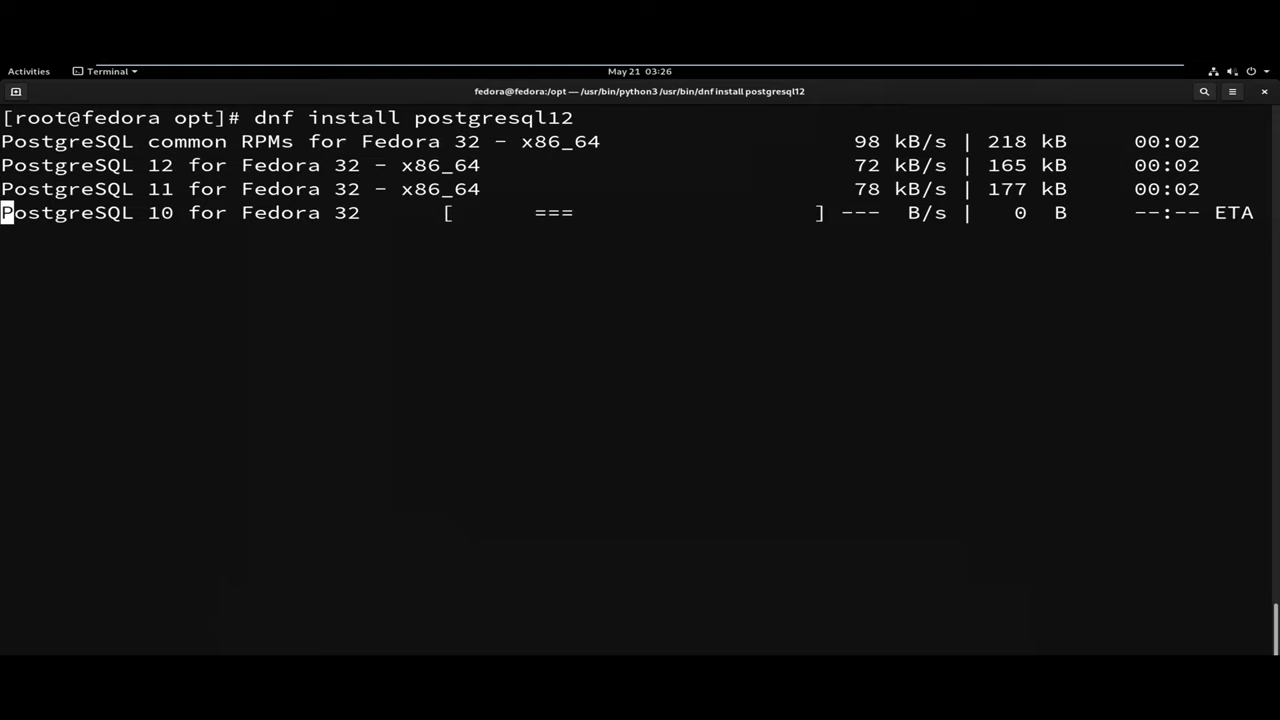 Activities Terminal May 21 03:26
fedora@fedora:/opt — /usr/bin/python3 /usr/bin/dnf install postgresql12
[root@fedora opt]# dnf install postgresql12
PostgreSQL common RPMs for Fedora 32 - x86_64 98 kB/s | 218 kB 00:02
PostgreSQL 12 for Fedora 32 - x86_64 72 kB/s | 165 kB 00:02
PostgreSQL 11 for Fedora 32 - x86_64 78 kB/s | 177 kB 00:02
PostgreSQL 10 for Fedora 32 [ === ] --- B/s | 0 B --:-- ETA